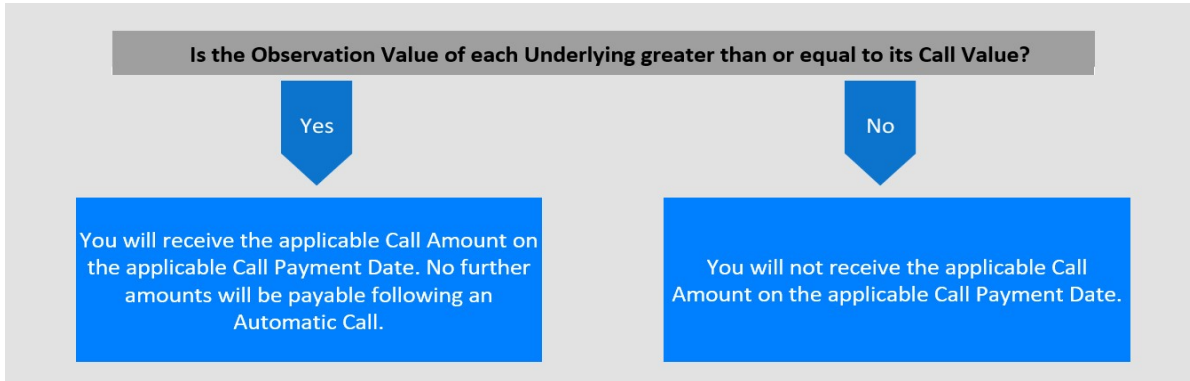 Is the Observation Value of each Underlying greater than or equal to its Call Value?
Yes
No
You will receive the applicable Call Amount on
the applicable Call Payment Date. No further
amounts will be payable following an
Automatic Call.
You will not receive the applicable Call
Amount on the applicable Call Payment Date.